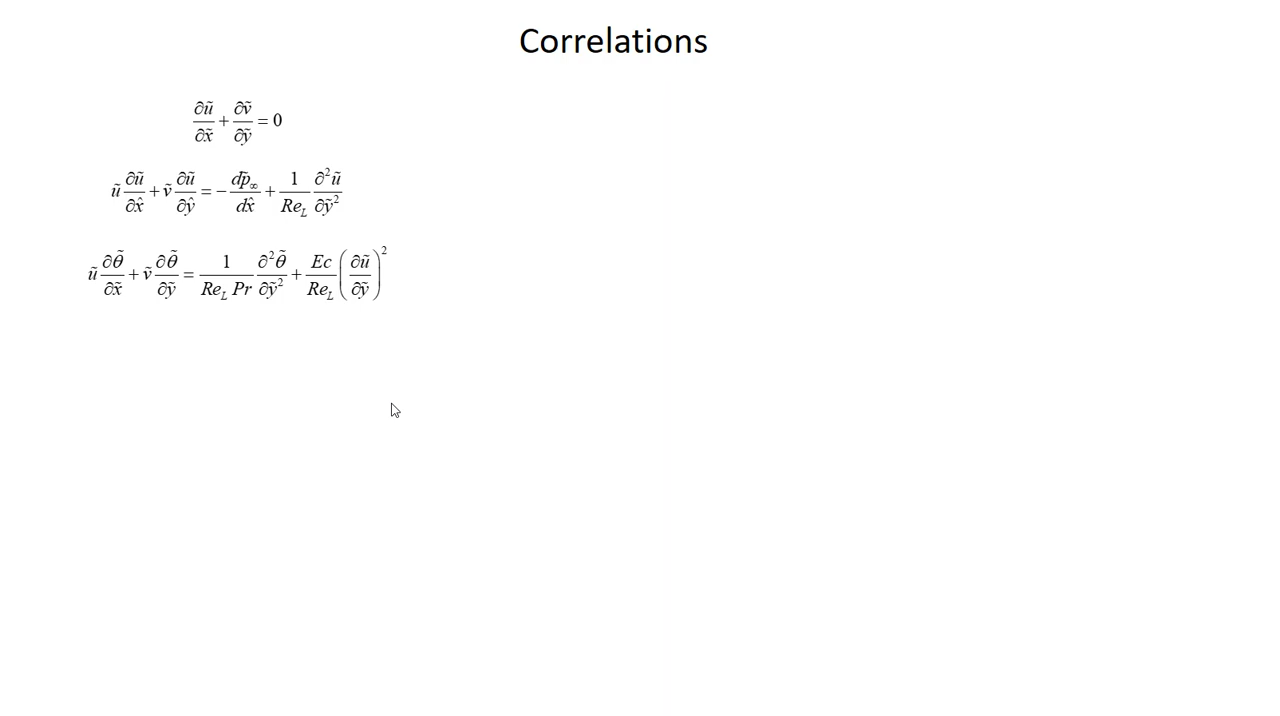 Correlations
∂ũ/∂x̃ + ∂ṽ/∂ỹ = 0
ũ ∂ũ/∂x̂ + ṽ ∂ũ/∂ŷ = − dp̃_∞/dx̂ + 1/Re_L ∂²ũ/∂ỹ²
ũ ∂θ̃/∂x̃ + ṽ ∂θ̃/∂ỹ = 1/(Re_L Pr) ∂²θ̃/∂ỹ² + Ec/Re_L (∂ũ/∂ỹ)²